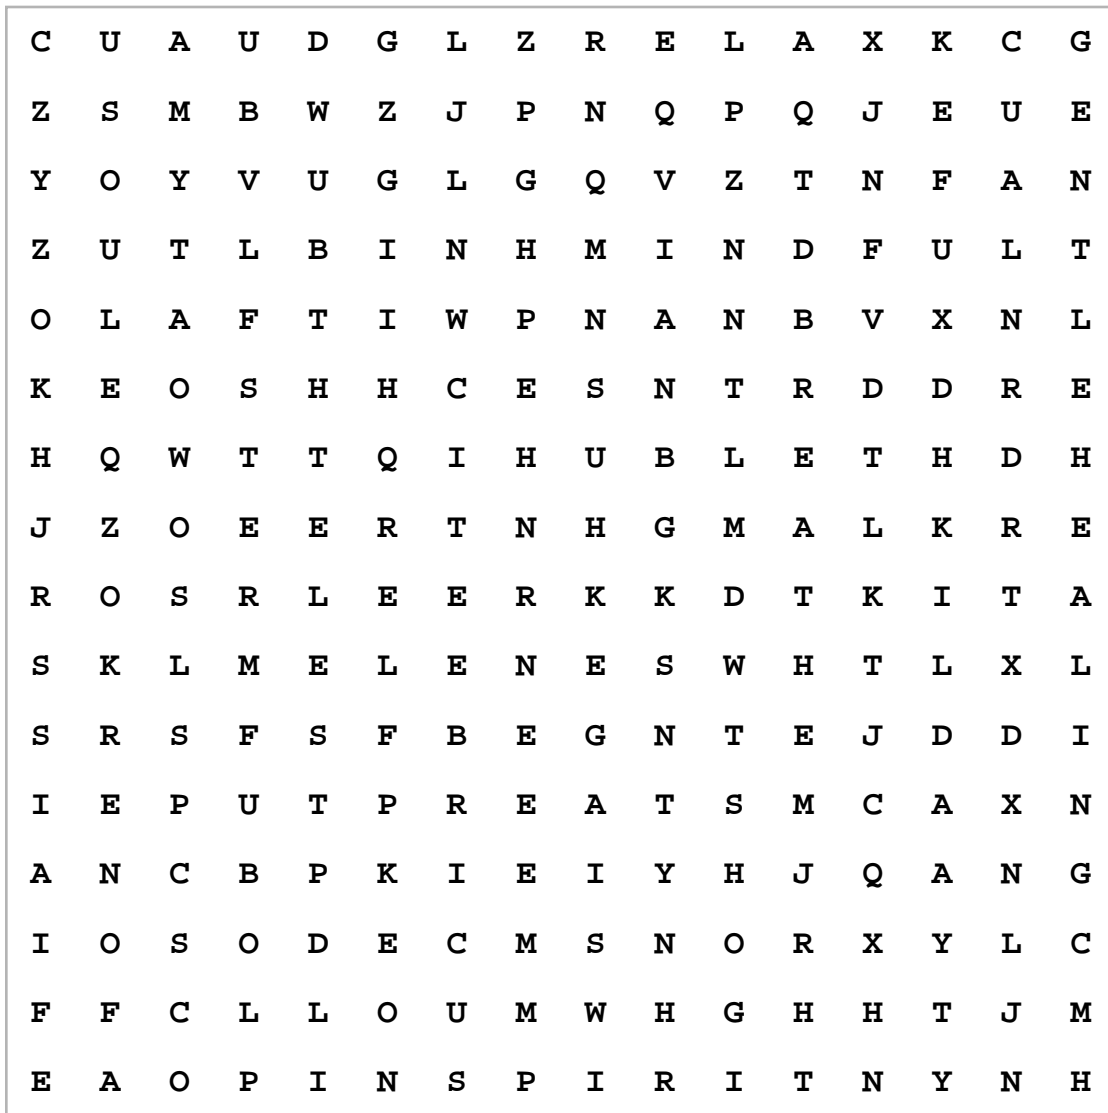 C U A U D G L Z R E L A X K C G
Z S M B W Z J P N Q P Q J E U E
Y O Y V U G L G Q V Z T N F A N
Z U T L B I N H M I N D F U L T
O L A F T I W P N A N B V X N L
K E O S H H C E S N T R D D R E
H Q W T T Q I H U B L E T H D H
J Z O E E R T N H G M A L K R E
R O S R L E E R K K D T K I T A
S K L M E L E N E S W H T L X L
S R S F S F B E G N T E J D D I
I E P U T P R E A T S M C A X N
A N C B P K I E I Y H J Q A N G
I O S O D E C M S N O R X Y L C
F F C L L O U M W H G H H T J M
E A O P I N S P I R I T N Y N H